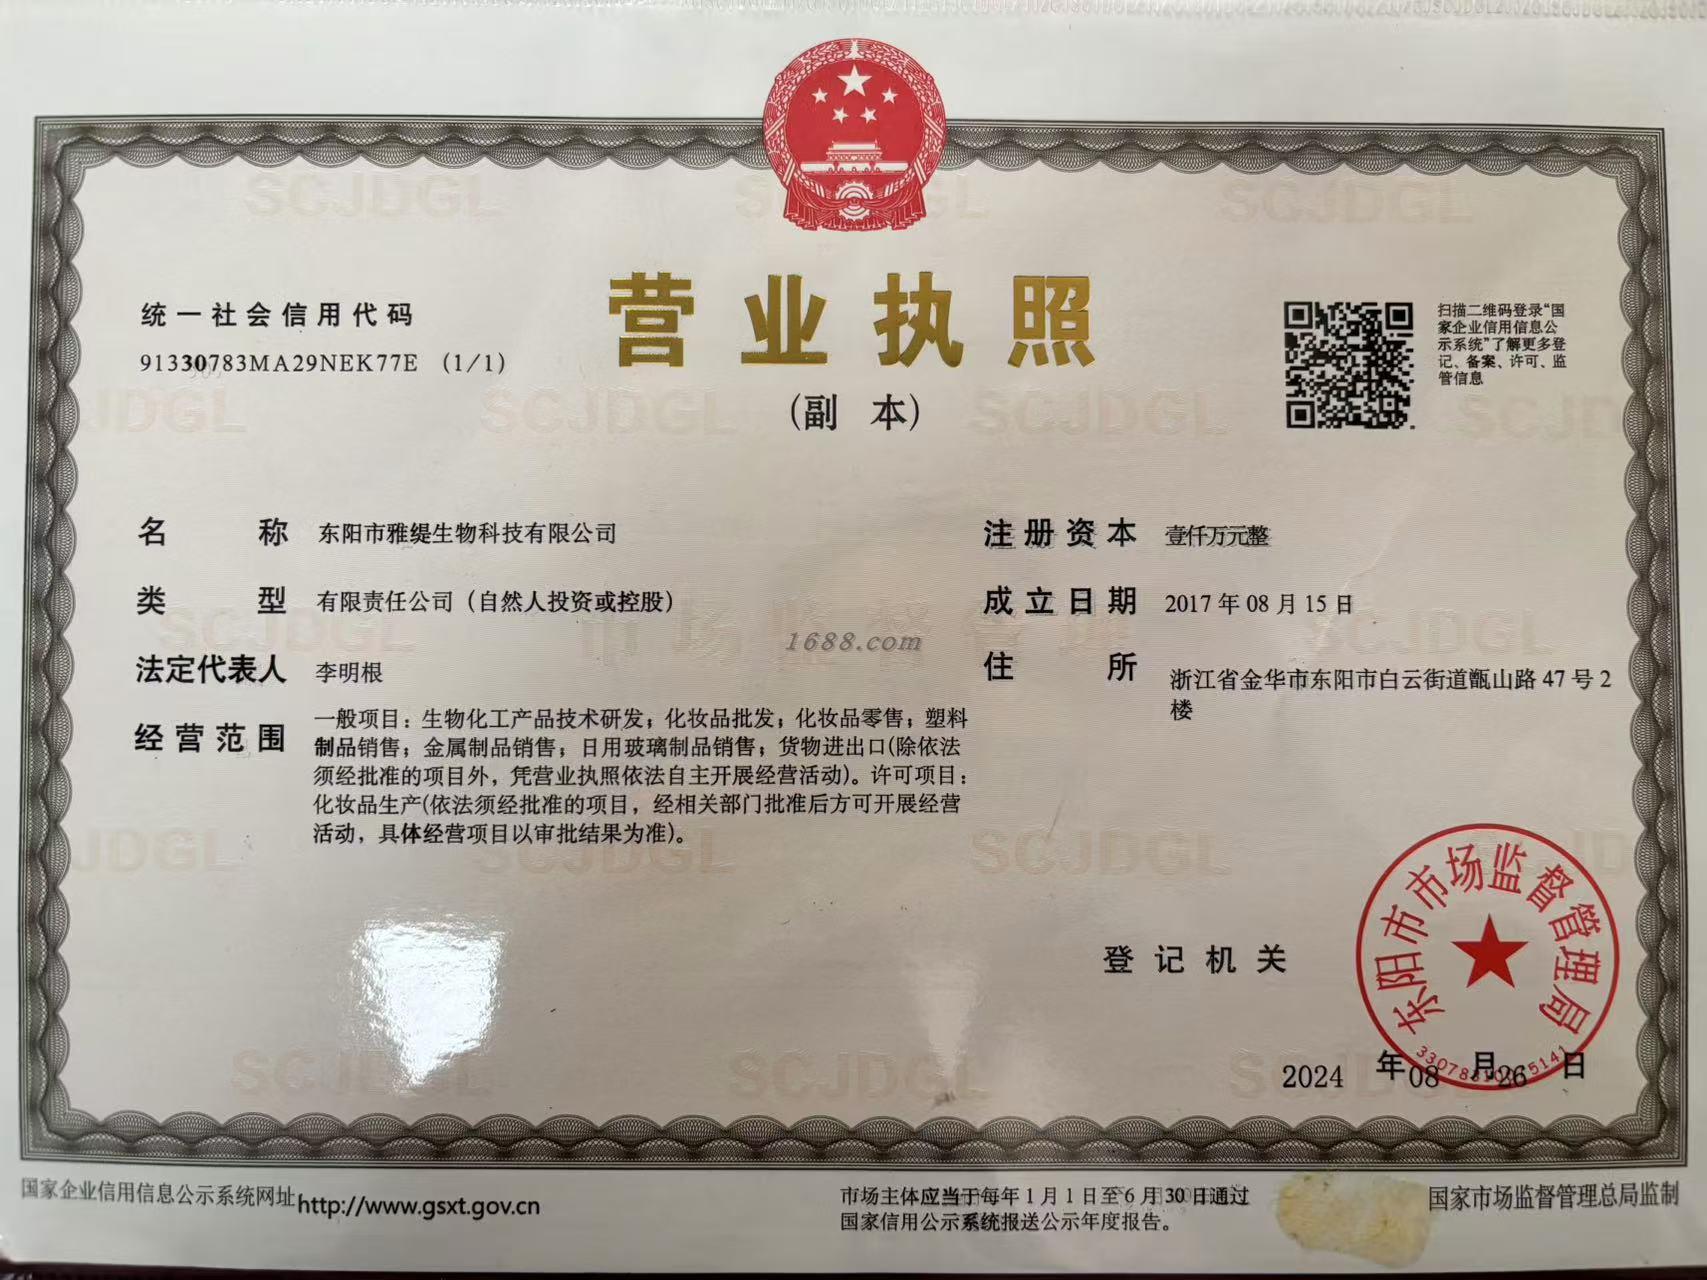 统一社会信用代码
91330783MA29NEK77E (1/1)
营业执照
(副 本)
扫描二维码登录“国
家企业信用信息公
示系统”了解更多登
记、备案、许可、监
管信息
名 称 东阳市雅缇生物科技有限公司
类 型 有限责任公司（自然人投资或控股）
法定代表人 李明根
经营范围 一般项目：生物化工产品技术研发；化妆品批发；化妆品零售；塑料
制品销售；金属制品销售；日用玻璃制品销售；货物进出口(除依法
须经批准的项目外，凭营业执照依法自主开展经营活动)。许可项目：
化妆品生产(依法须经批准的项目，经相关部门批准后方可开展经营
活动，具体经营项目以审批结果为准)。
注册资本 壹仟万元整
成立日期 2017年08月15日
住 所 浙江省金华市东阳市白云街道甑山路47号2
楼
1688.com
登记机关
东阳市市场监督管理局
2024 年 08 月 26 日
国家企业信用信息公示系统网址http://www.gsxt.gov.cn
市场主体应当于每年1月1日至6月30日通过
国家信用公示系统报送公示年度报告。
国家市场监督管理总局监制
SCJDGL